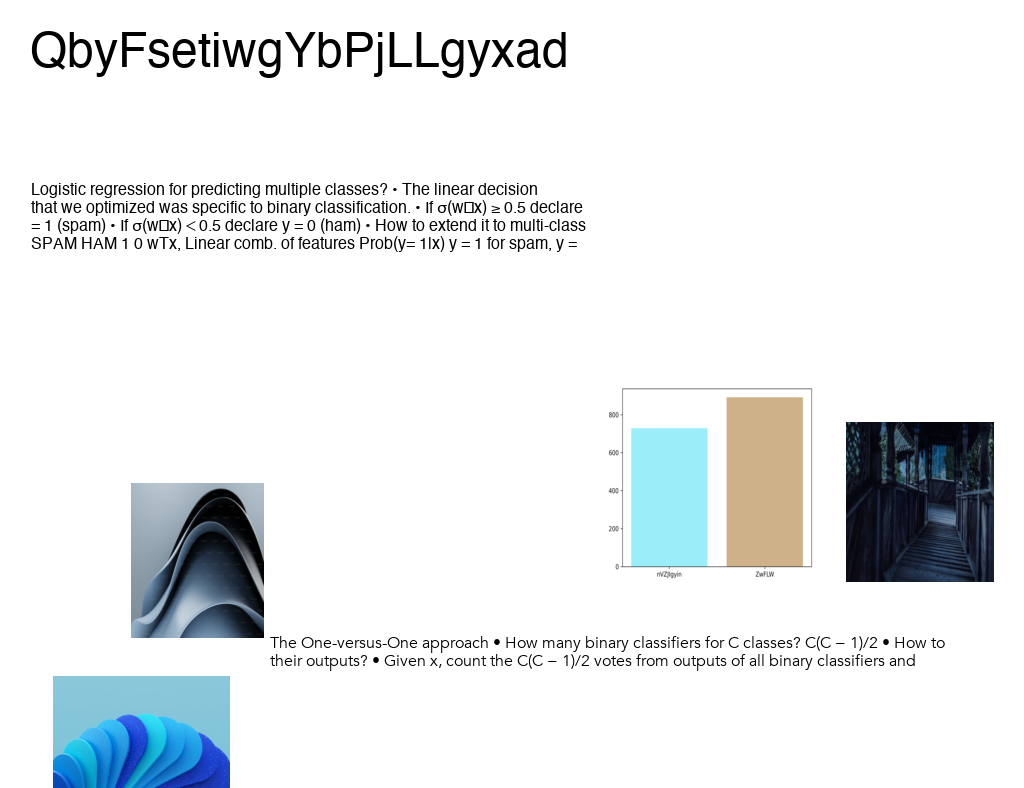 QbyFsetiwgYbPjLLgyxad
Logistic regression for predicting multiple classes? • The linear decision
that we optimized was specific to binary classification. • If σ(w□x) ≥ 0.5 declare
= 1 (spam) • If σ(w□x) < 0.5 declare y = 0 (ham) • How to extend it to multi-class
SPAM HAM 1 0 wTx, Linear comb. of features Prob(y= 1|x) y = 1 for spam, y =
800
600
400
200
0
nVZJlgyin
ZwFLW
The One-versus-One approach • How many binary classifiers for C classes? C(C − 1)/2 • How to
their outputs? • Given x, count the C(C − 1)/2 votes from outputs of all binary classifiers and